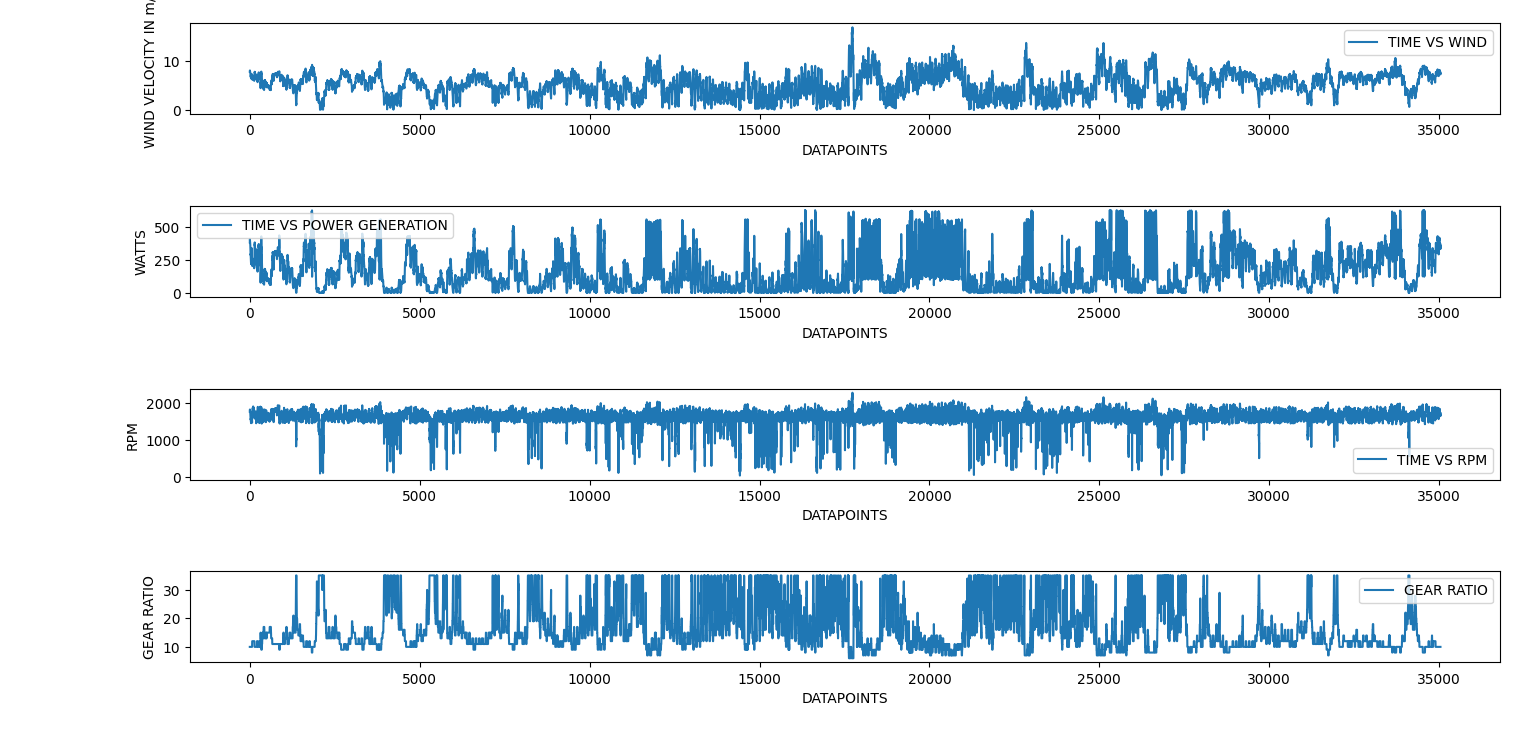 WIND VELOCITY IN m/
10
0
TIME VS WIND
0 5000 10000 15000 20000 25000 30000 35000
DATAPOINTS
WATTS
500
250
0
TIME VS POWER GENERATION
0 5000 10000 15000 20000 25000 30000 35000
DATAPOINTS
RPM
2000
1000
0
TIME VS RPM
0 5000 10000 15000 20000 25000 30000 35000
DATAPOINTS
GEAR RATIO
30
20
10
GEAR RATIO
0 5000 10000 15000 20000 25000 30000 35000
DATAPOINTS